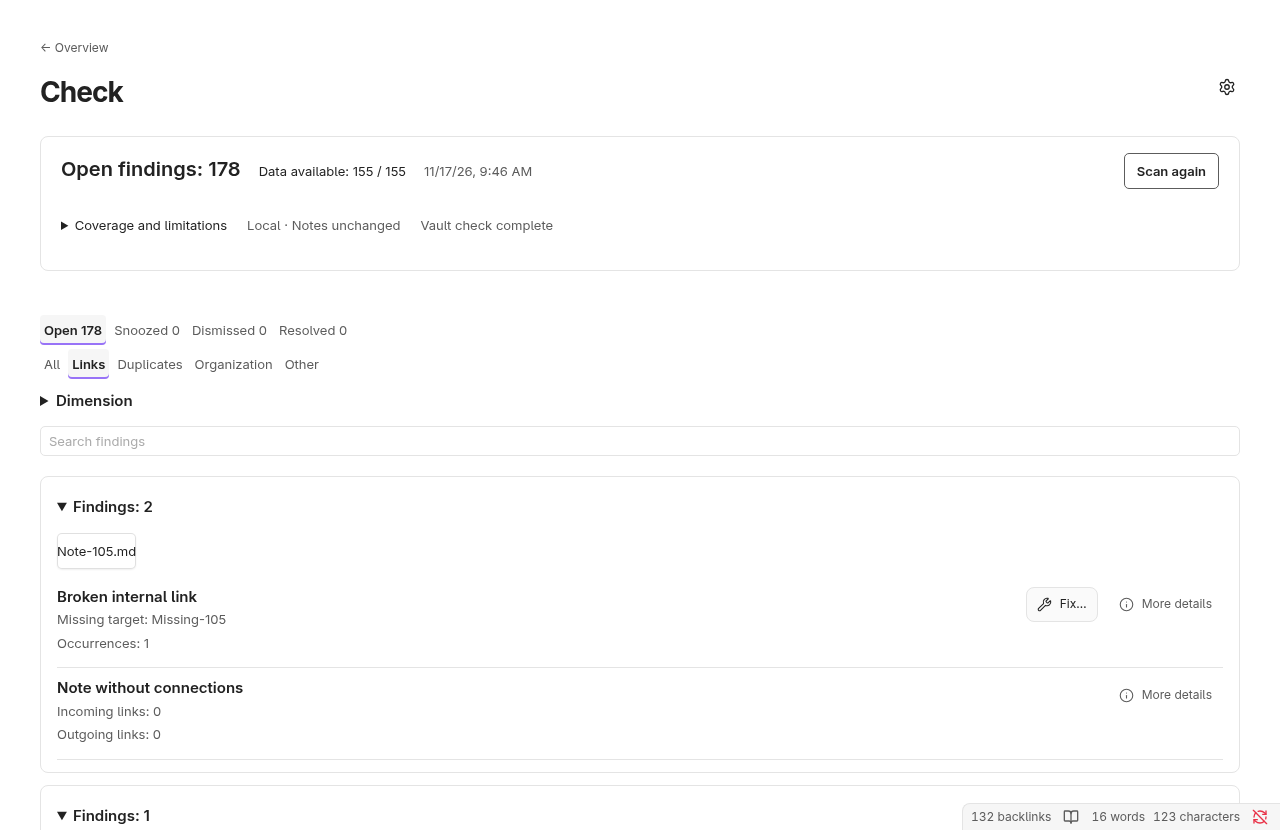 ← Overview
Check
Open findings: 178 Data available: 155 / 155 11/17/26, 9:46 AM Scan again
Coverage and limitations Local · Notes unchanged Vault check complete
Open 178 Snoozed 0 Dismissed 0 Resolved 0
All Links Duplicates Organization Other
Dimension
Search findings
Findings: 2
Note-105.md
Broken internal link
Missing target: Missing-105
Occurrences: 1
Fix... More details
Note without connections
Incoming links: 0
Outgoing links: 0
More details
Findings: 1
132 backlinks 16 words 123 characters